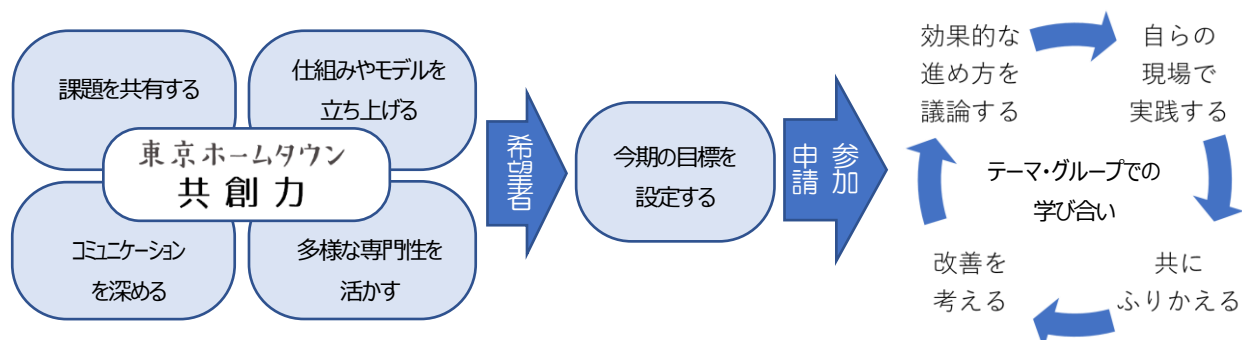 課題を共有する
仕組みやモデルを
立ち上げる
東京ホームタウン
共創力
コミュニケーション
を深める
多様な専門性を
活かす
希望者
今期の目標を
設定する
参加
申請
効果的な
進め方を
議論する
自らの
現場で
実践する
テーマ・グループでの
学び合い
改善を
考える
共に
ふりかえる